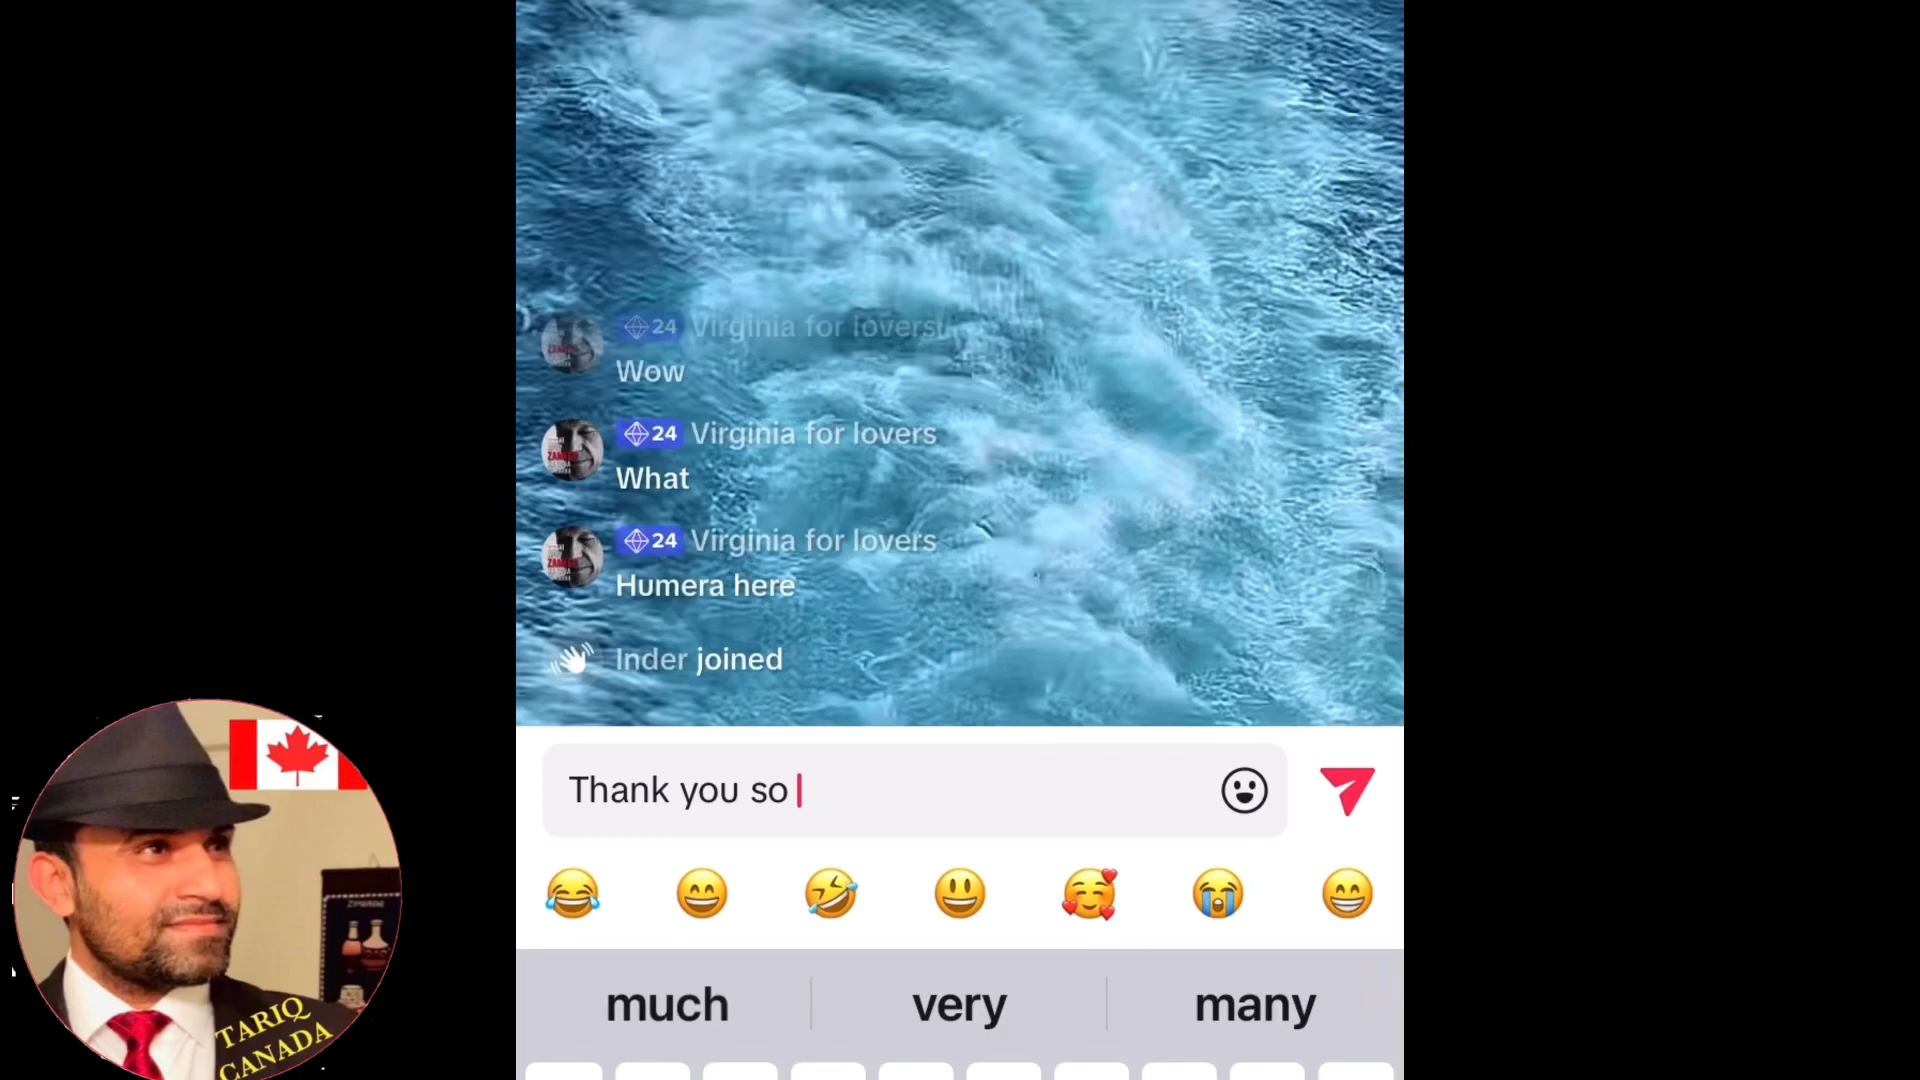 24 Virginia for lovers
Wow
24 Virginia for lovers
What
24 Virginia for lovers
Humera here
Inder joined
Thank you so
much very many
TARIQ
CANADA